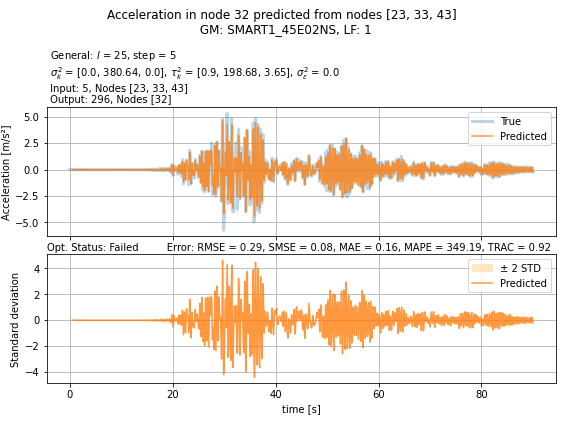 Acceleration in node 32 predicted from nodes [23, 33, 43]
GM: SMART1_45E02NS, LF: 1
General: l = 25, step = 5
σ²ₖ = [0.0, 380.64, 0.0], τ²ₖ = [0.9, 198.68, 3.65], σ²ₑ = 0.0
Input: 5, Nodes [23, 33, 43]
Output: 296, Nodes [32]
Acceleration [m/s²]
5.0
2.5
0.0
−2.5
−5.0
True
Predicted
Opt. Status: Failed Error: RMSE = 0.29, SMSE = 0.08, MAE = 0.16, MAPE = 349.19, TRAC = 0.92
Standard deviation
4
2
0
−2
−4
± 2 STD
Predicted
0 20 40 60 80
time [s]